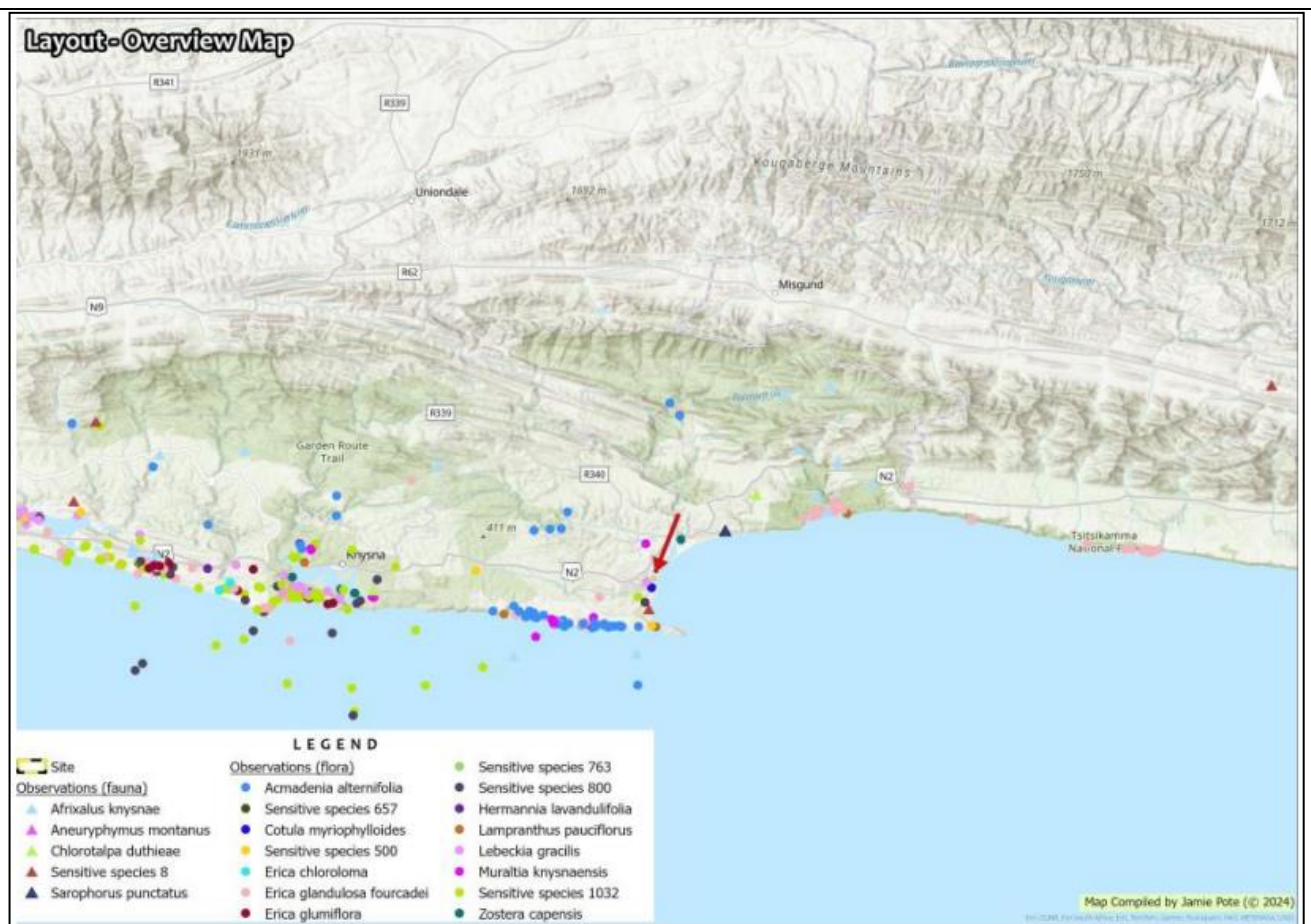 Layout - Overview Map
R341
R339
1931 m
Uniondale
1692 m
Kougaberge Mountains
1750 m
1712 m
R62
Misgund
N9
R339
Garden Route
Trail
R340
N2
411 m
Knysna
N2
N2
Tsitsikamma
National
LEGEND
Site
Observations (fauna)
Afrixalus knysnae
Aneuryphymus montanus
Chlorotalpa duthieae
Sensitive species 8
Sarophorus punctatus
Observations (flora)
Acmadenia alternifolia
Sensitive species 657
Cotula myriophylloides
Sensitive species 500
Erica chloroloma
Erica glandulosa fourcadei
Erica glumiflora
Sensitive species 763
Sensitive species 800
Hermannia lavandulifolia
Lampranthus pauciflorus
Lebeckia gracilis
Muraltia knysnaensis
Sensitive species 1032
Zostera capensis
Map Compiled by Jamie Pote (© 2024)